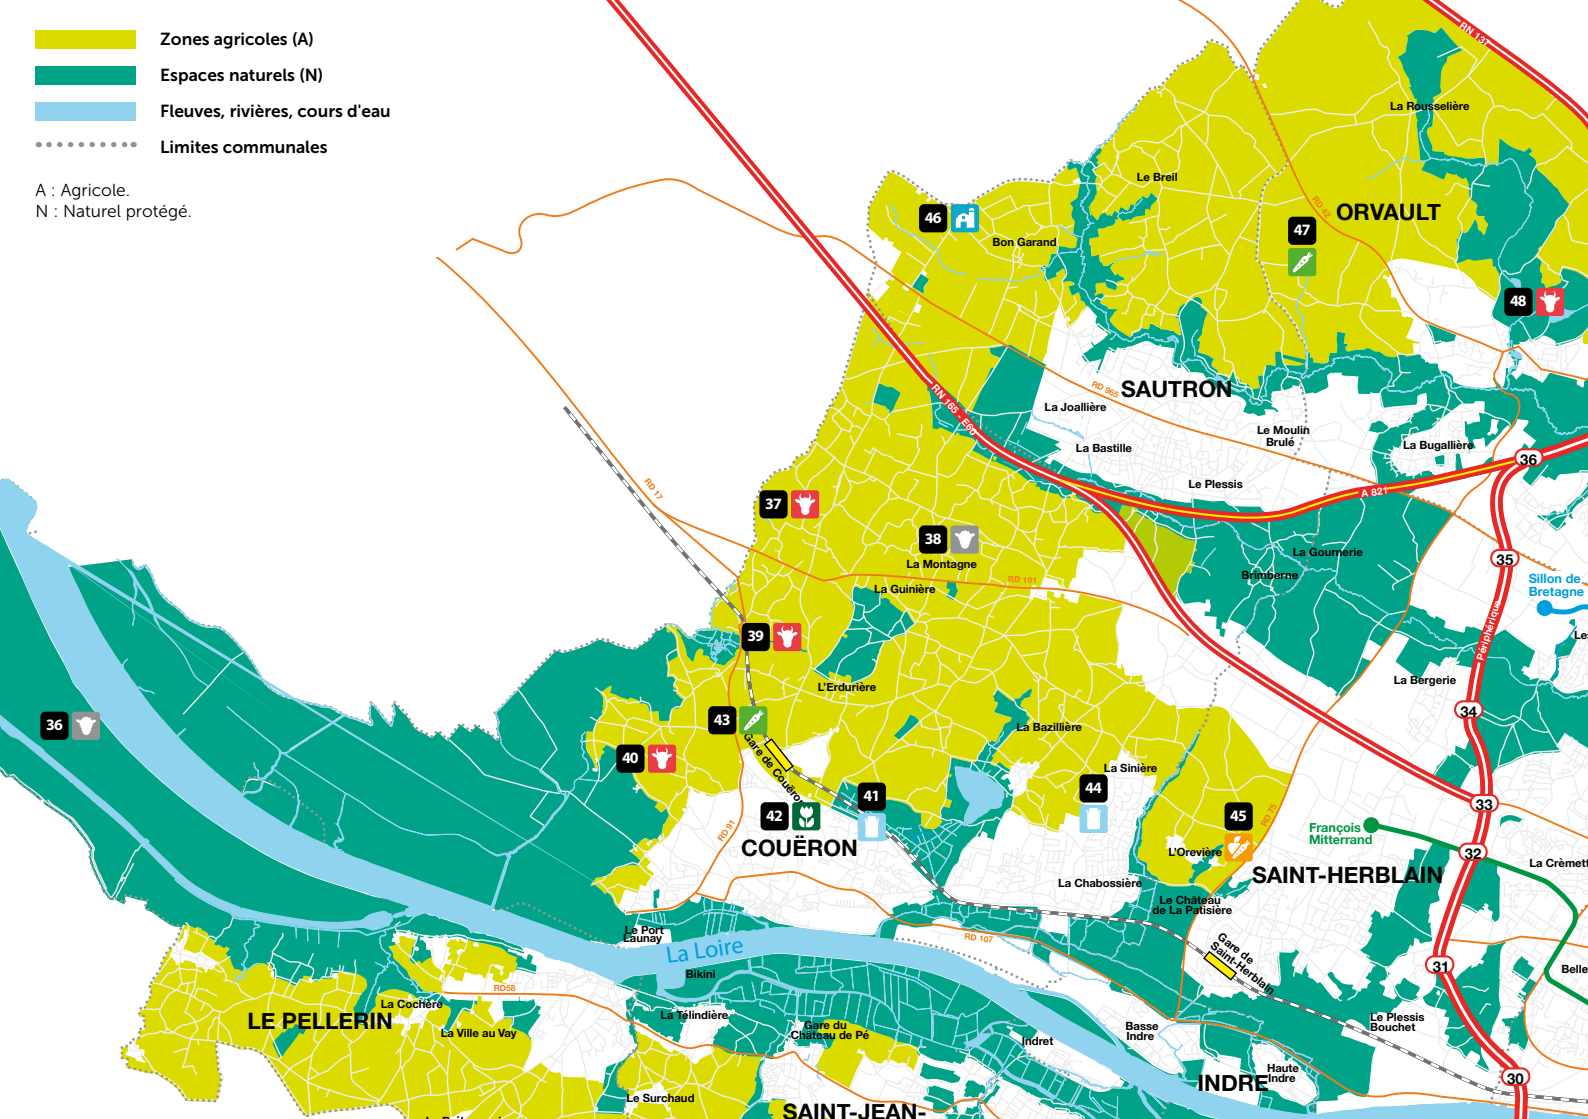 Zones agricoles (A)
Espaces naturels (N)
Fleuves, rivières, cours d'eau
Limites communales
A : Agricole.
N : Naturel protégé.
RN 137
La Rousselière
Le Breil
RD 42
ORVAULT
46
47
Bon Garand
48
RN 165 - E60
RD 965
SAUTRON
La Joallière
Le Moulin
Brulé
La Bastille
La Bugallière
36
Le Plessis
A 821
RD 17
37
38
La Montagne
La Gournerie
35
Brimberne
Sillon de
Bretagne
RD 101
La Guinière
Périphérique
39
L'Erdurière
La Bergerie
34
36
43
La Bazillière
Gare de Couëron
40
La Sinière
44
41
33
42
45
RD 75
RD 91
François
Mitterrand
COUËRON
L'Orevière
32
La Chabossière
SAINT-HERBLAIN
Le Château
de La Patisière
Le Port
Launay
La Loire
RD 107
Gare de
Saint-Herblain
31
Bikini
RD58
La Cochère
LE PELLERIN
La Ville au Vay
La Télindière
Gare du
Château de Pé
Indret
Basse
Indre
Le Plessis
Bouchet
Haute
Indre
INDRE
30
Le Surchaud
SAINT-JEAN-